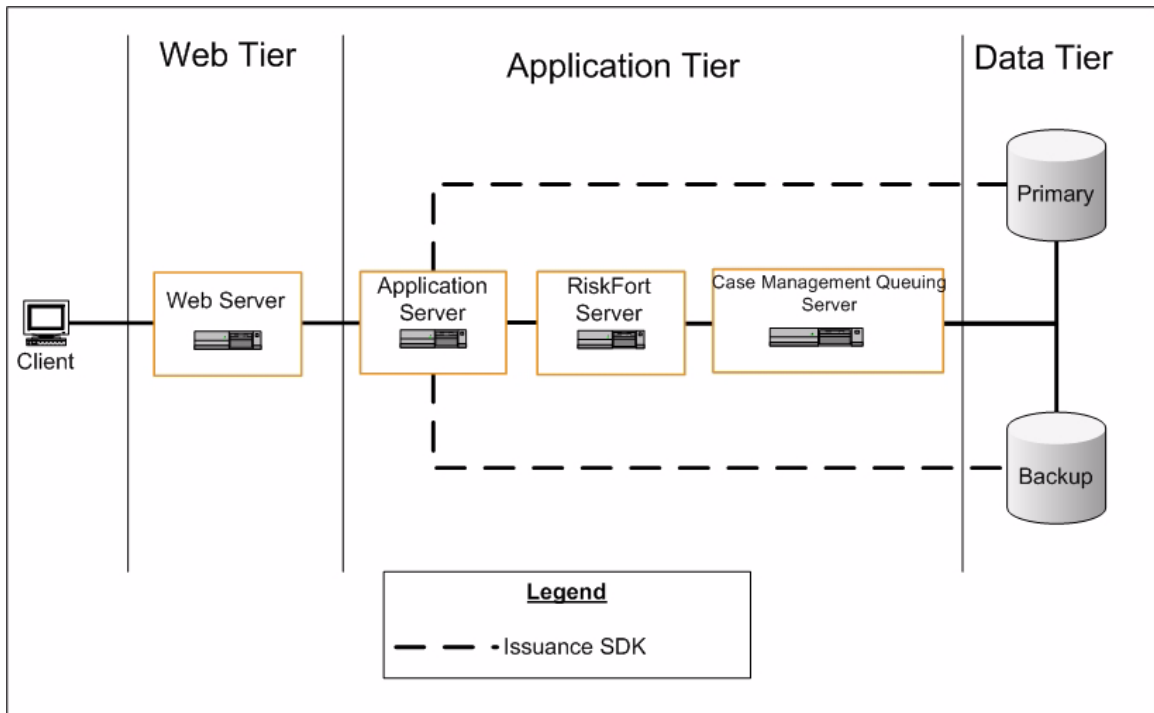 Web Tier
Application Tier
Data Tier
Primary
Client
Web Server
Application
Server
RiskFort
Server
Case Management Queuing
Server
Backup
Legend
Issuance SDK